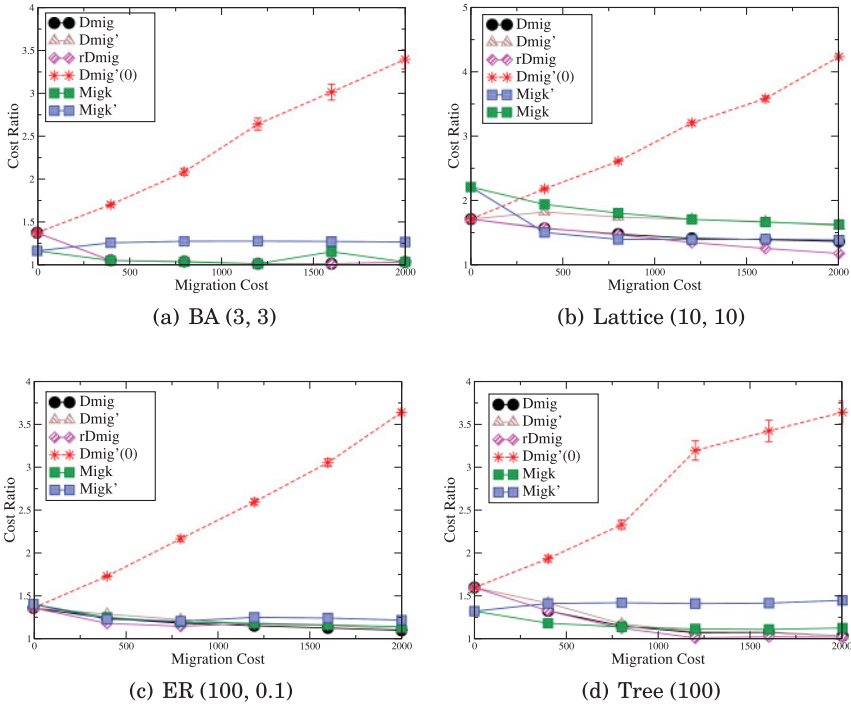 4
3.5
3
2.5
2
1.5
1
Cost Ratio
Dmig
Dmig'
rDmig
Dmig'(0)
Migk
Migk'
0 500 1000 1500 2000
Migration Cost
(a) BA (3, 3)
5
4
3
2
1
Cost Ratio
Dmig
Dmig'
rDmig
Dmig'(0)
Migk'
Migk
0 500 1000 1500 2000
Migration Cost
(b) Lattice (10, 10)
4
3.5
3
2.5
2
1.5
1
Cost Ratio
Dmig
Dmig'
rDmig
Dmig'(0)
Migk
Migk'
0 500 1000 1500 2000
Migration Cost
(c) ER (100, 0.1)
4
3.5
3
2.5
2
1.5
1
Cost Ratio
Dmig
Dmig'
rDmig
Dmig'(0)
Migk
Migk'
0 500 1000 1500 2000
Migration Cost
(d) Tree (100)